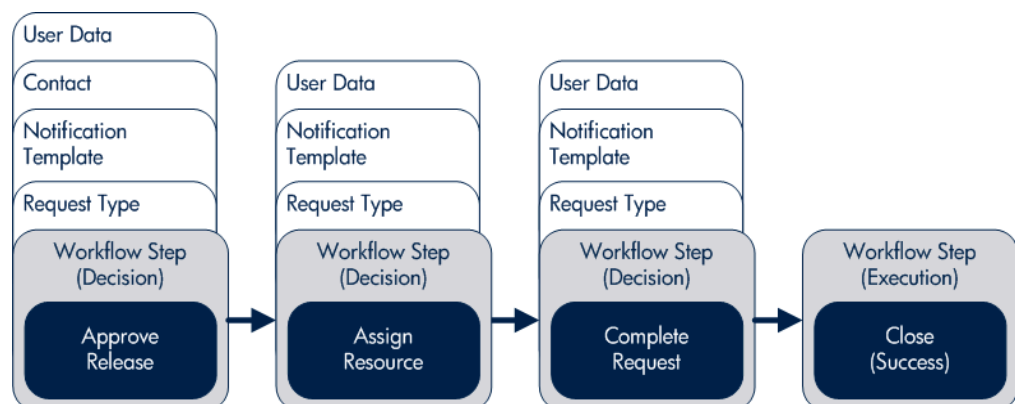 User Data
Contact
Notification
Template
Request Type
Workflow Step
(Decision)
Approve
Release
User Data
Notification
Template
Request Type
Workflow Step
(Decision)
Assign
Resource
User Data
Notification
Template
Request Type
Workflow Step
(Decision)
Complete
Request
Workflow Step
(Execution)
Close
(Success)